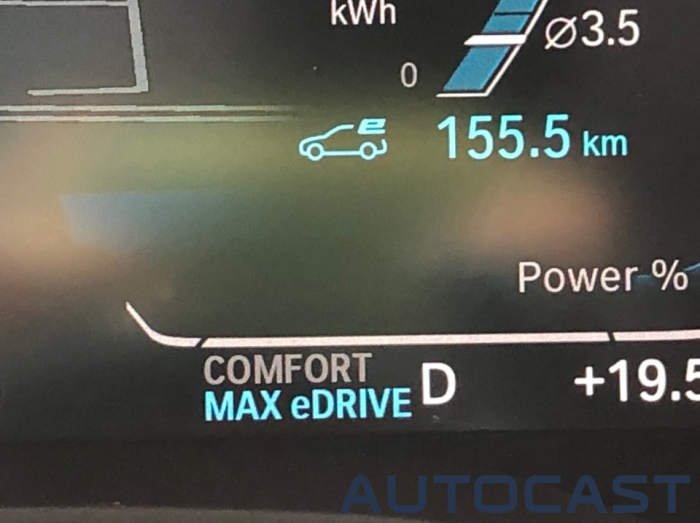 kWh
⌀3.5
0
e
155.5 km
Power %
COMFORT
MAX eDRIVE
D
+19.5
AUTOCAST